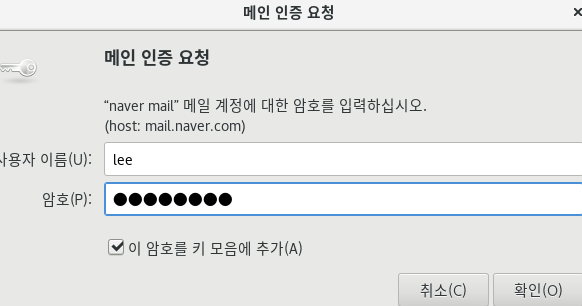 메인 인증 요청
메인 인증 요청
“naver mail” 메일 계정에 대한 암호를 입력하십시오.
(host: mail.naver.com)
사용자 이름(U): lee
암호(P): ●●●●●●●●
이 암호를 키 모음에 추가(A)
취소(C) 확인(O)